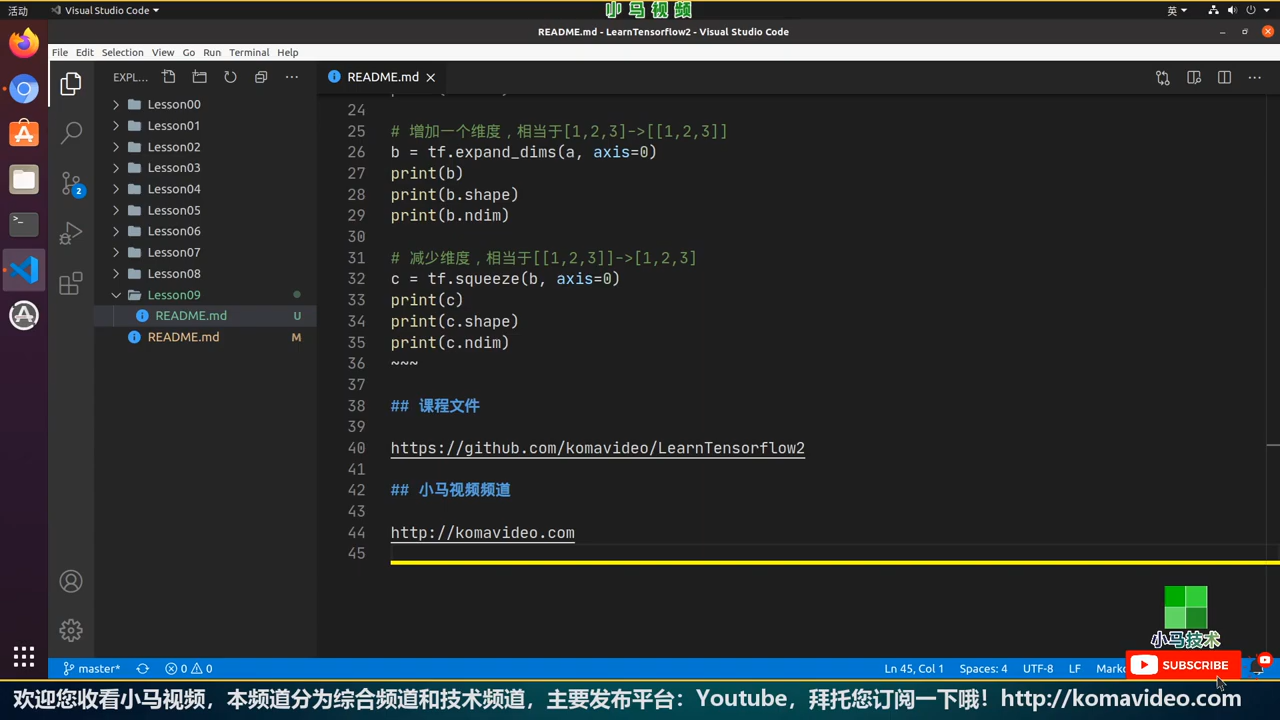 活动
Visual Studio Code
小马视频
英
README.md - LearnTensorflow2 - Visual Studio Code
File Edit Selection View Go Run Terminal Help
EXPL...
README.md
Lesson00
Lesson01
Lesson02
Lesson03
Lesson04
Lesson05
Lesson06
Lesson07
Lesson08
Lesson09
README.md U
README.md M
24
25 # 增加一个维度，相当于[1,2,3]->[[1,2,3]]
26 b = tf.expand_dims(a, axis=0)
27 print(b)
28 print(b.shape)
29 print(b.ndim)
30
31 # 减少维度，相当于[[1,2,3]]->[1,2,3]
32 c = tf.squeeze(b, axis=0)
33 print(c)
34 print(c.shape)
35 print(c.ndim)
36 ~~~
37
38 ## 课程文件
39
40 https://github.com/komavideo/LearnTensorflow2
41
42 ## 小马视频频道
43
44 http://komavideo.com
45
2
小马技术
SUBSCRIBE
master* 0 0 Ln 45, Col 1 Spaces: 4 UTF-8 LF Marko
欢迎您收看小马视频，本频道分为综合频道和技术频道，主要发布平台：Youtube，拜托您订阅一下哦！http://komavideo.com